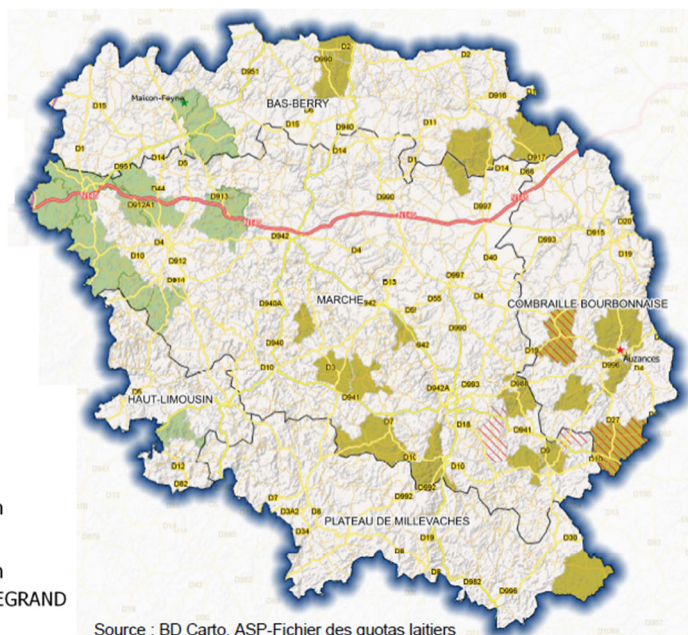 D2
D990
D951
D2
Maison-Feyne
D15
BAS-BERRY
D916
D6
D940
D15
D11
D1
D14
D14
D1
D917
D951
D5
D14
D68
D44
D913
D912A1
D990
D997
D942
D4
D4
D993
D915
D20
D10
D912
D40
D19
D914
D997
D4
MARCHE
942
D55
COMBRAILLE BOURBONNAISE
D940A
D990
D940
942
Auzances
D10
D3
D996
D4
D942A
D993
HAUT-LIMOUSIN
D941
D7
D18
D941
D27
D9
D12
D10
D82
D992
D7
D992
D3A2
D8
PLATEAU DE MILLEVACHES
D34
D19
D30
D8
D982
D996
n
n
EGRAND
Source : BD Carto, ASP-Fichier des quotas laitiers